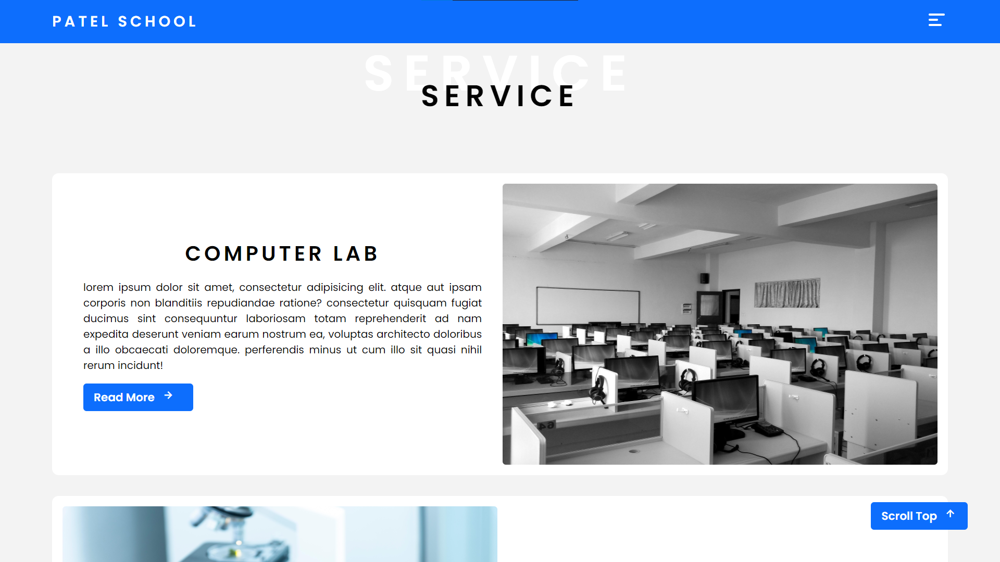 PATEL SCHOOL
SERVICE
SERVICE
COMPUTER LAB
lorem ipsum dolor sit amet, consectetur adipisicing elit. atque aut ipsam
corporis non blanditiis repudiandae ratione? consectetur quisquam fugiat
ducimus sint consequuntur laboriosam totam reprehenderit ad nam
expedita deserunt veniam earum nostrum ea, voluptas architecto doloribus
a illo obcaecati doloremque. perferendis minus ut cum illo sit quasi nihil
rerum incidunt!
Read More
64
Scroll Top